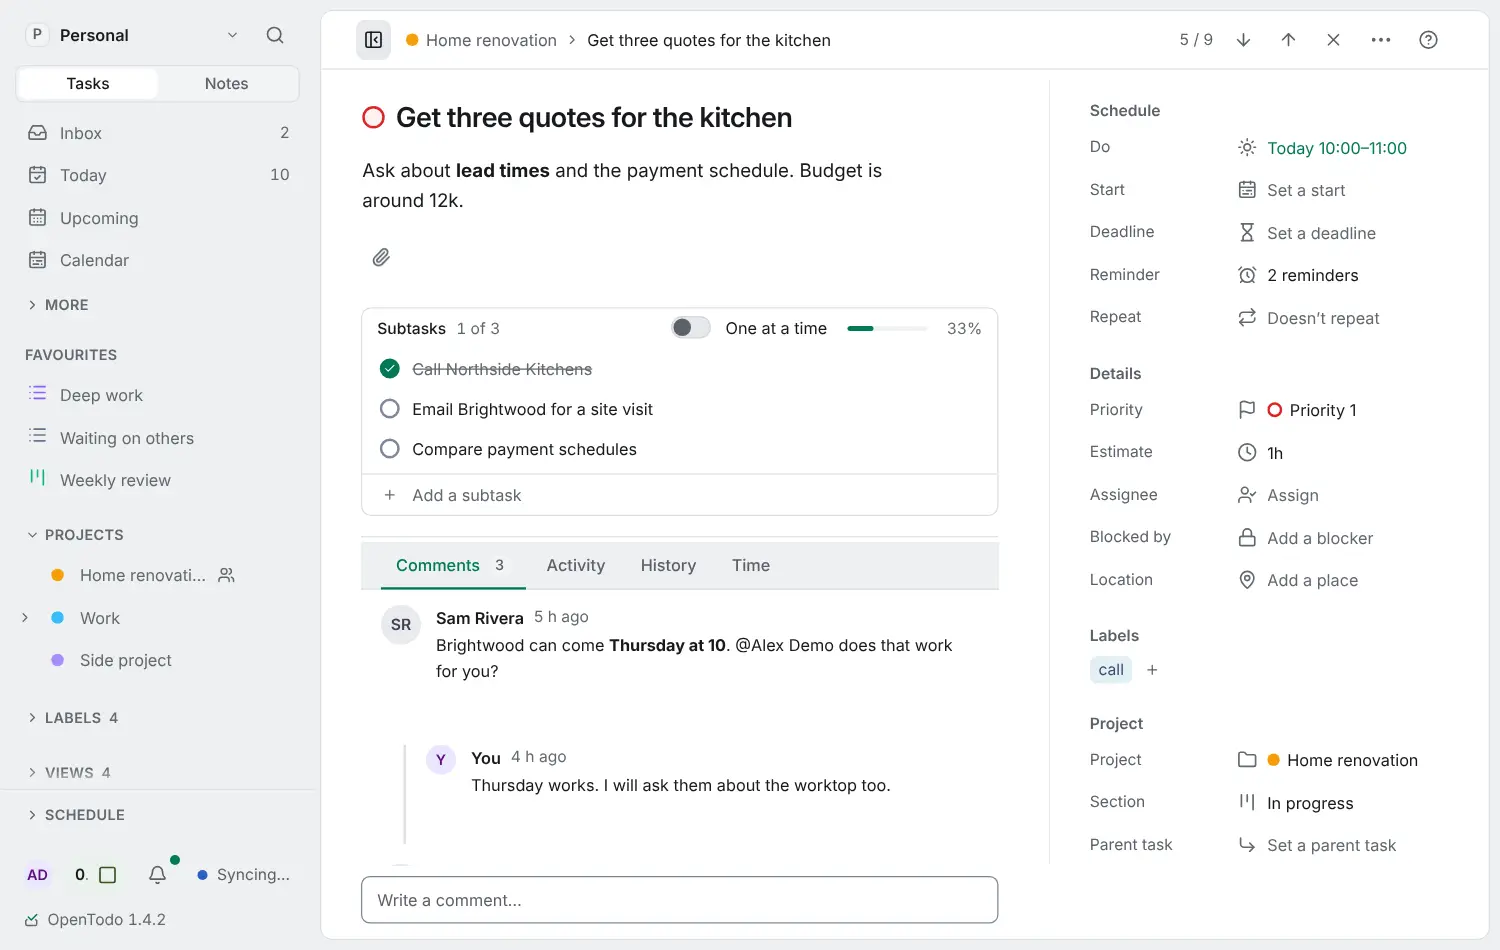 P Personal
Tasks Notes
Inbox 2
Today 10
Upcoming
Calendar
MORE
FAVOURITES
Deep work
Waiting on others
Weekly review
PROJECTS
Home renovati...
Work
Side project
LABELS 4
VIEWS 4
SCHEDULE
AD 0. Syncing...
OpenTodo 1.4.2
Home renovation > Get three quotes for the kitchen 5 / 9
Get three quotes for the kitchen
Ask about lead times and the payment schedule. Budget is
around 12k.
Subtasks 1 of 3 One at a time 33%
Call Northside Kitchens
Email Brightwood for a site visit
Compare payment schedules
+ Add a subtask
Comments 3 Activity History Time
SR Sam Rivera 5 h ago
Brightwood can come Thursday at 10. @Alex Demo does that work
for you?
Y You 4 h ago
Thursday works. I will ask them about the worktop too.
Write a comment...
Schedule
Do Today 10:00–11:00
Start Set a start
Deadline Set a deadline
Reminder 2 reminders
Repeat Doesn't repeat
Details
Priority Priority 1
Estimate 1h
Assignee Assign
Blocked by Add a blocker
Location Add a place
Labels
call +
Project
Project Home renovation
Section In progress
Parent task Set a parent task